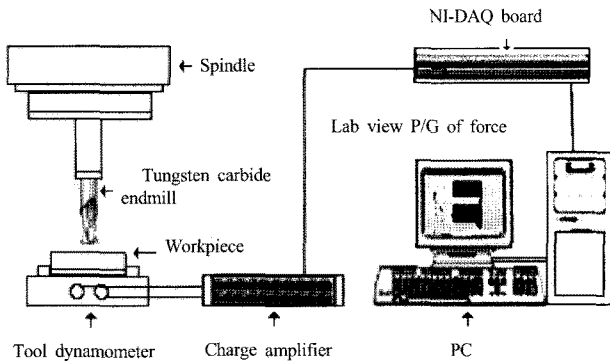 NI-DAQ board
Spindle
Lab view P/G of force
Tungsten carbide
endmill
Workpiece
Tool dynamometer
Charge amplifier
PC